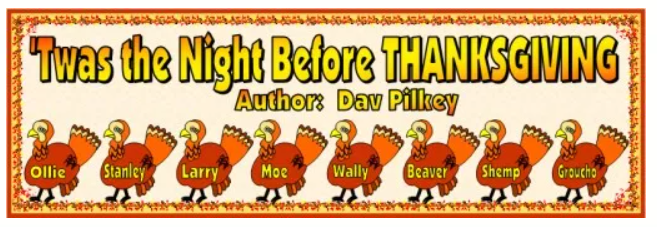 'Twas the Night Before THANKSGIVING
Author: Dav Pilkey
Ollie Stanley Larry Moe Wally Beaver Shemp Groucho